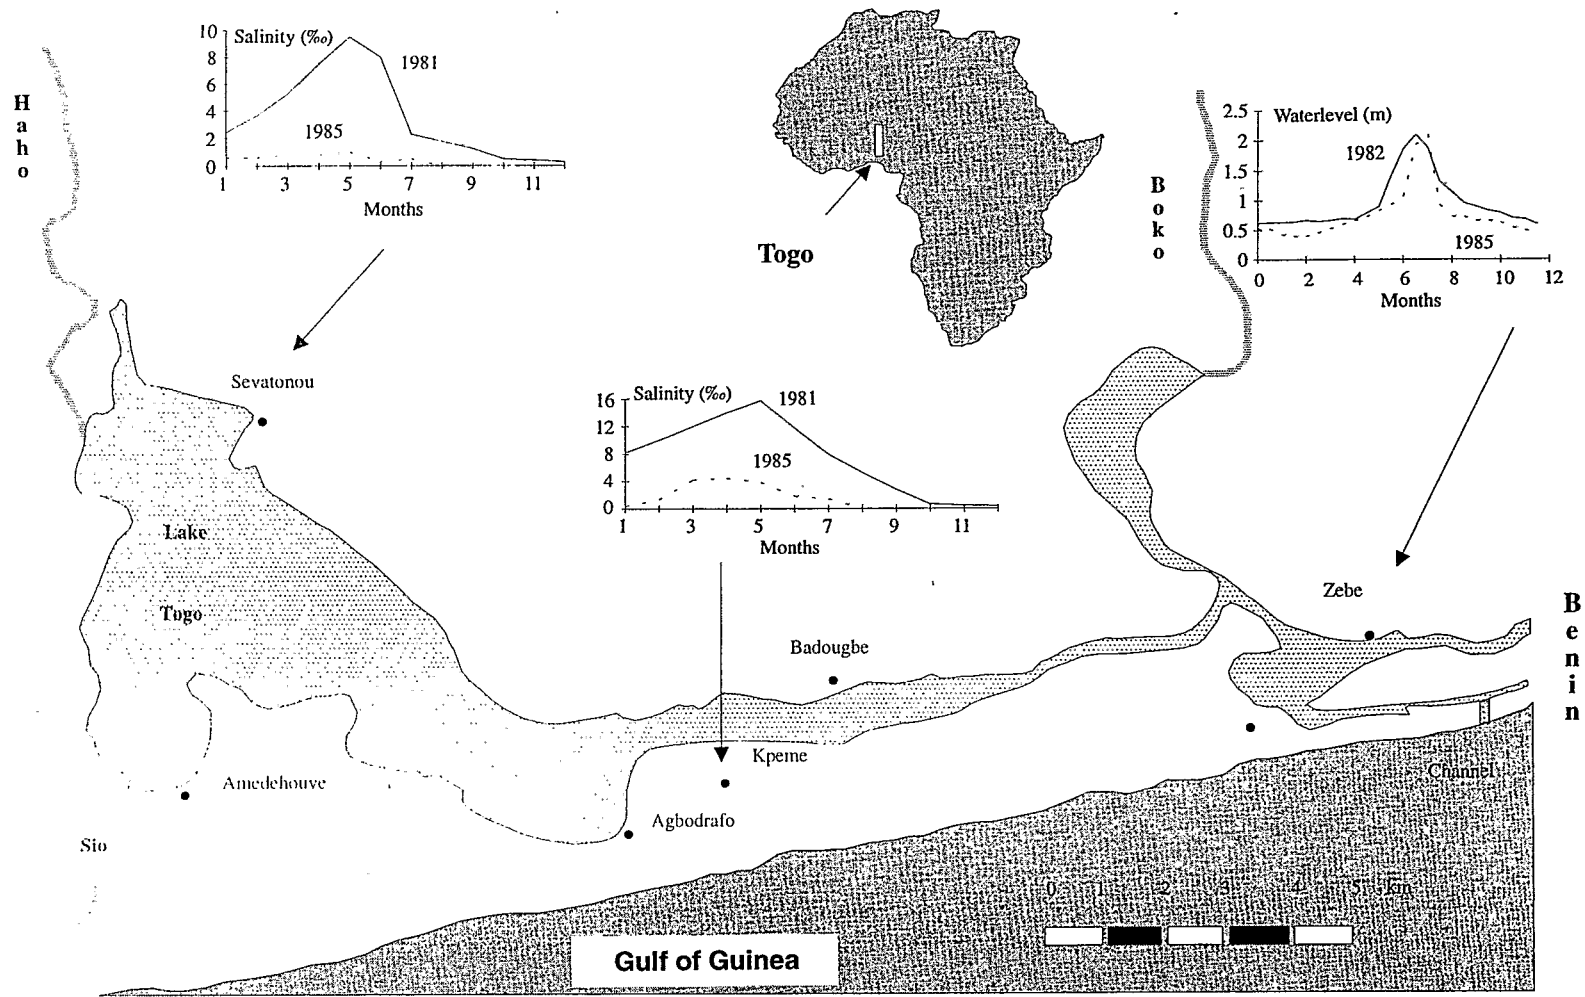 Haho
10
8
6
4
2
0
Salinity (‰)
1981
1985
1 3 5 7 9 11
Months
Togo
Boko
2.5
2
1.5
1
0.5
0
Waterlevel (m)
1982
1985
0 2 4 6 8 10 12
Months
Sevatonou
16
12
8
4
0
Salinity (‰)
1981
1985
1 3 5 7 9 11
Months
Lake
Togo
Zebe
Benin
Badougbe
Kpeme
Amedehouve
Agbodrafo
Channel
Sio
0 1 2 3 4 5 km
Gulf of Guinea